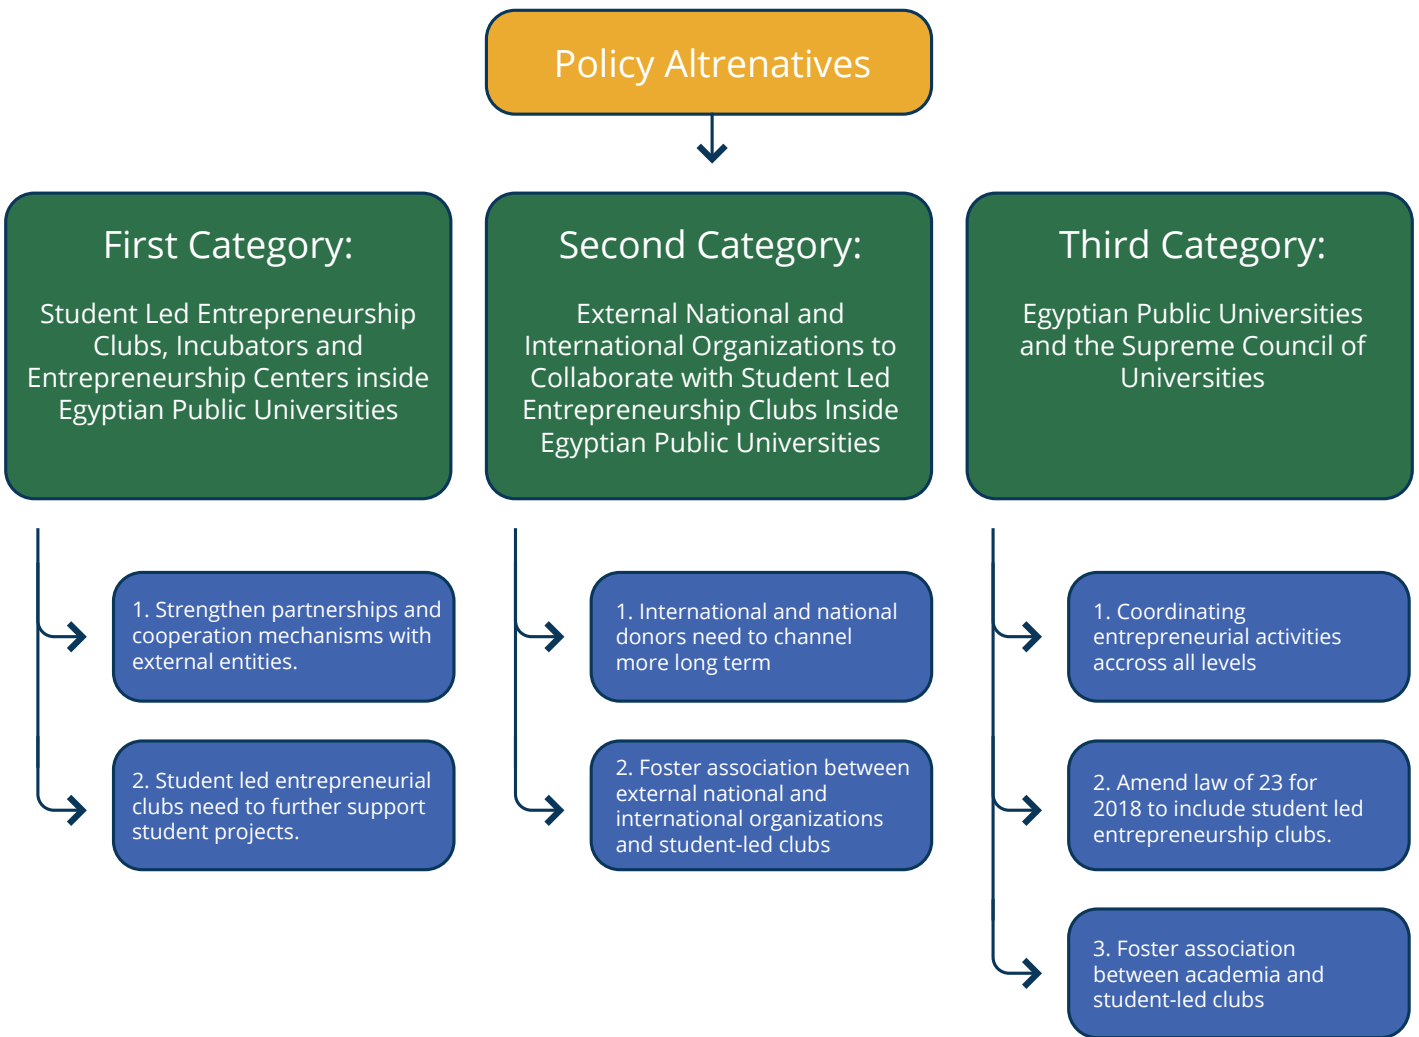 Policy Altrenatives
First Category:
Student Led Entrepreneurship
Clubs, Incubators and
Entrepreneurship Centers inside
Egyptian Public Universities
Second Category:
External National and
International Organizations to
Collaborate with Student Led
Entrepreneurship Clubs Inside
Egyptian Public Universities
Third Category:
Egyptian Public Universities
and the Supreme Council of
Universities
1. Strengthen partnerships and
cooperation mechanisms with
external entities.
2. Student led entrepreneurial
clubs need to further support
student projects.
1. International and national
donors need to channel
more long term
2. Foster association between
external national and
international organizations
and student-led clubs
1. Coordinating
entrepreneurial activities
accross all levels
2. Amend law of 23 for
2018 to include student led
entrepreneurship clubs.
3. Foster association
between academia and
student-led clubs